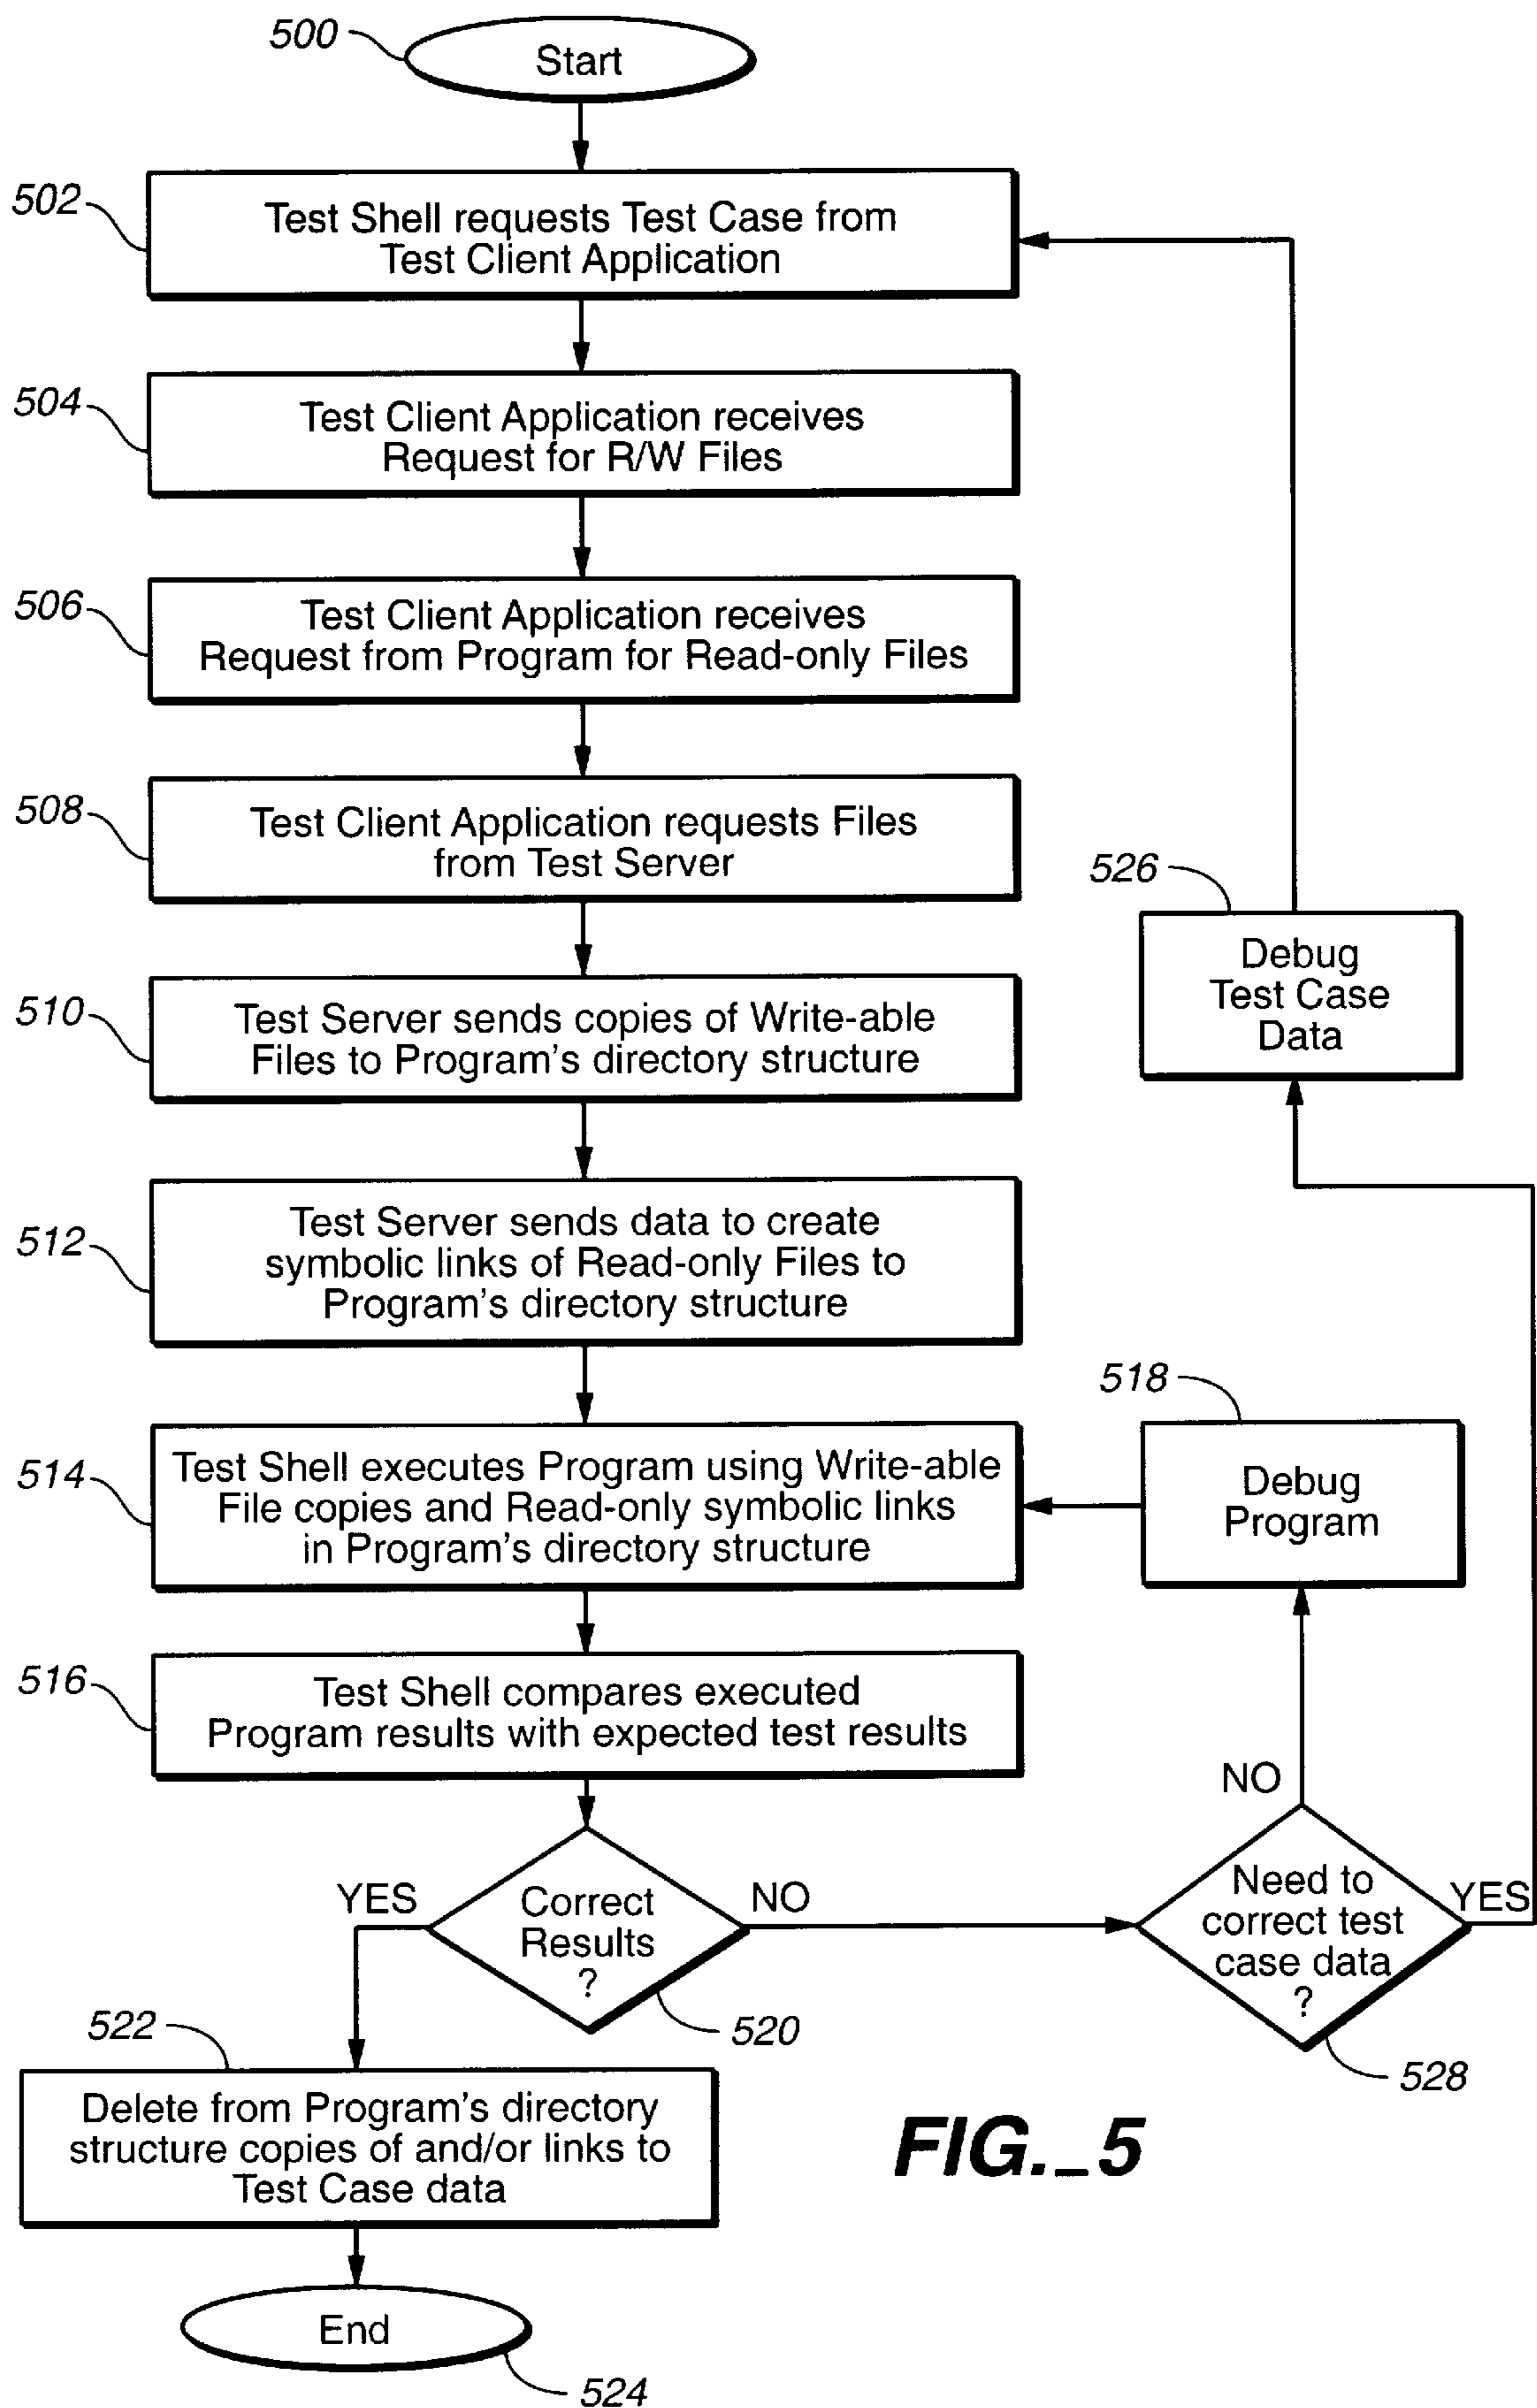 500
Start
502
Test Shell requests Test Case from
Test Client Application
504
Test Client Application receives
Request for R/W Files
506
Test Client Application receives
Request from Program for Read-only Files
508
Test Client Application requests Files
from Test Server
526
Debug
Test Case
Data
510
Test Server sends copies of Write-able
Files to Program's directory structure
512
Test Server sends data to create
symbolic links of Read-only Files to
Program's directory structure
518
Debug
Program
514
Test Shell executes Program using Write-able
File copies and Read-only symbolic links
in Program's directory structure
516
Test Shell compares executed
Program results with expected test results
NO
YES
Correct
Results
?
NO
520
Need to
correct test
case data
?
YES
528
522
Delete from Program's directory
structure copies of and/or links to
Test Case data
FIG._5
End
524